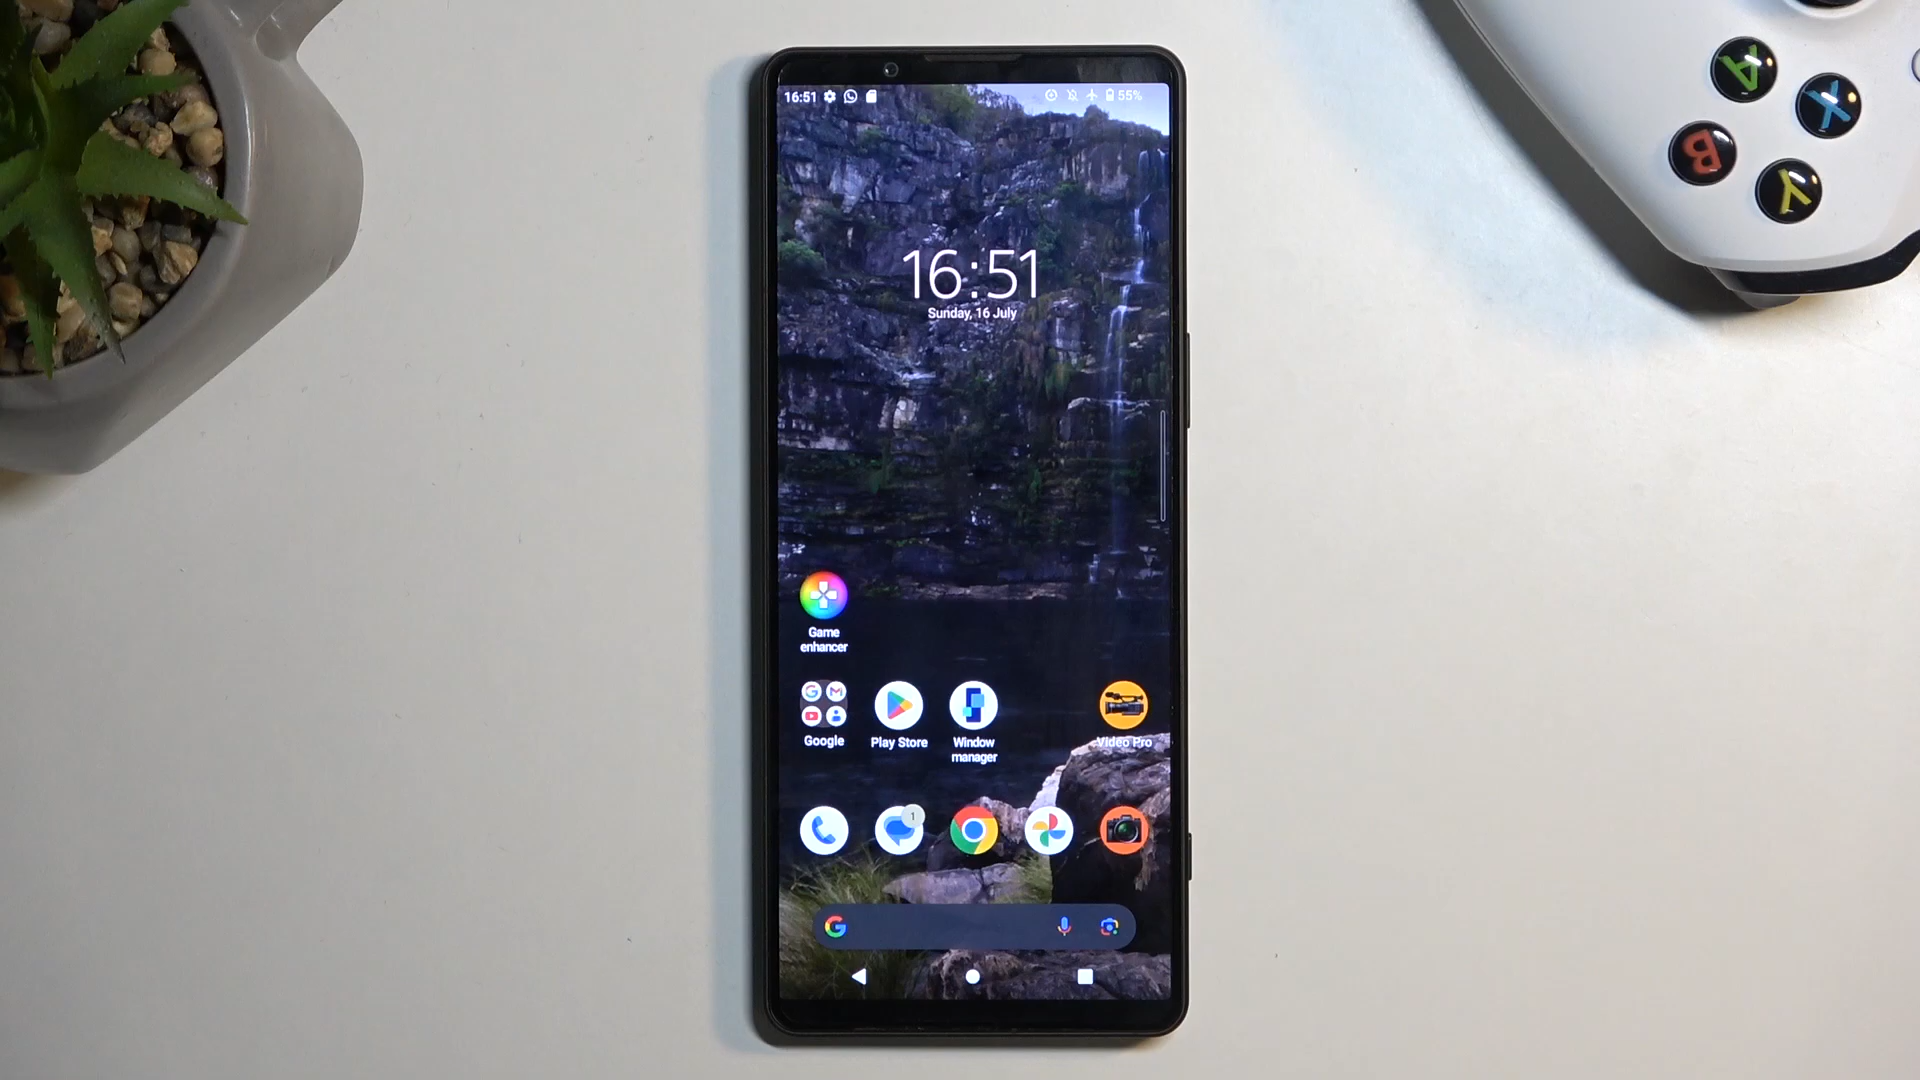 16:51 55%
16:51
Sunday, 16 July
Game
enhancer
Google Play Store Window
manager Video Pro
1
A
X
B
Y